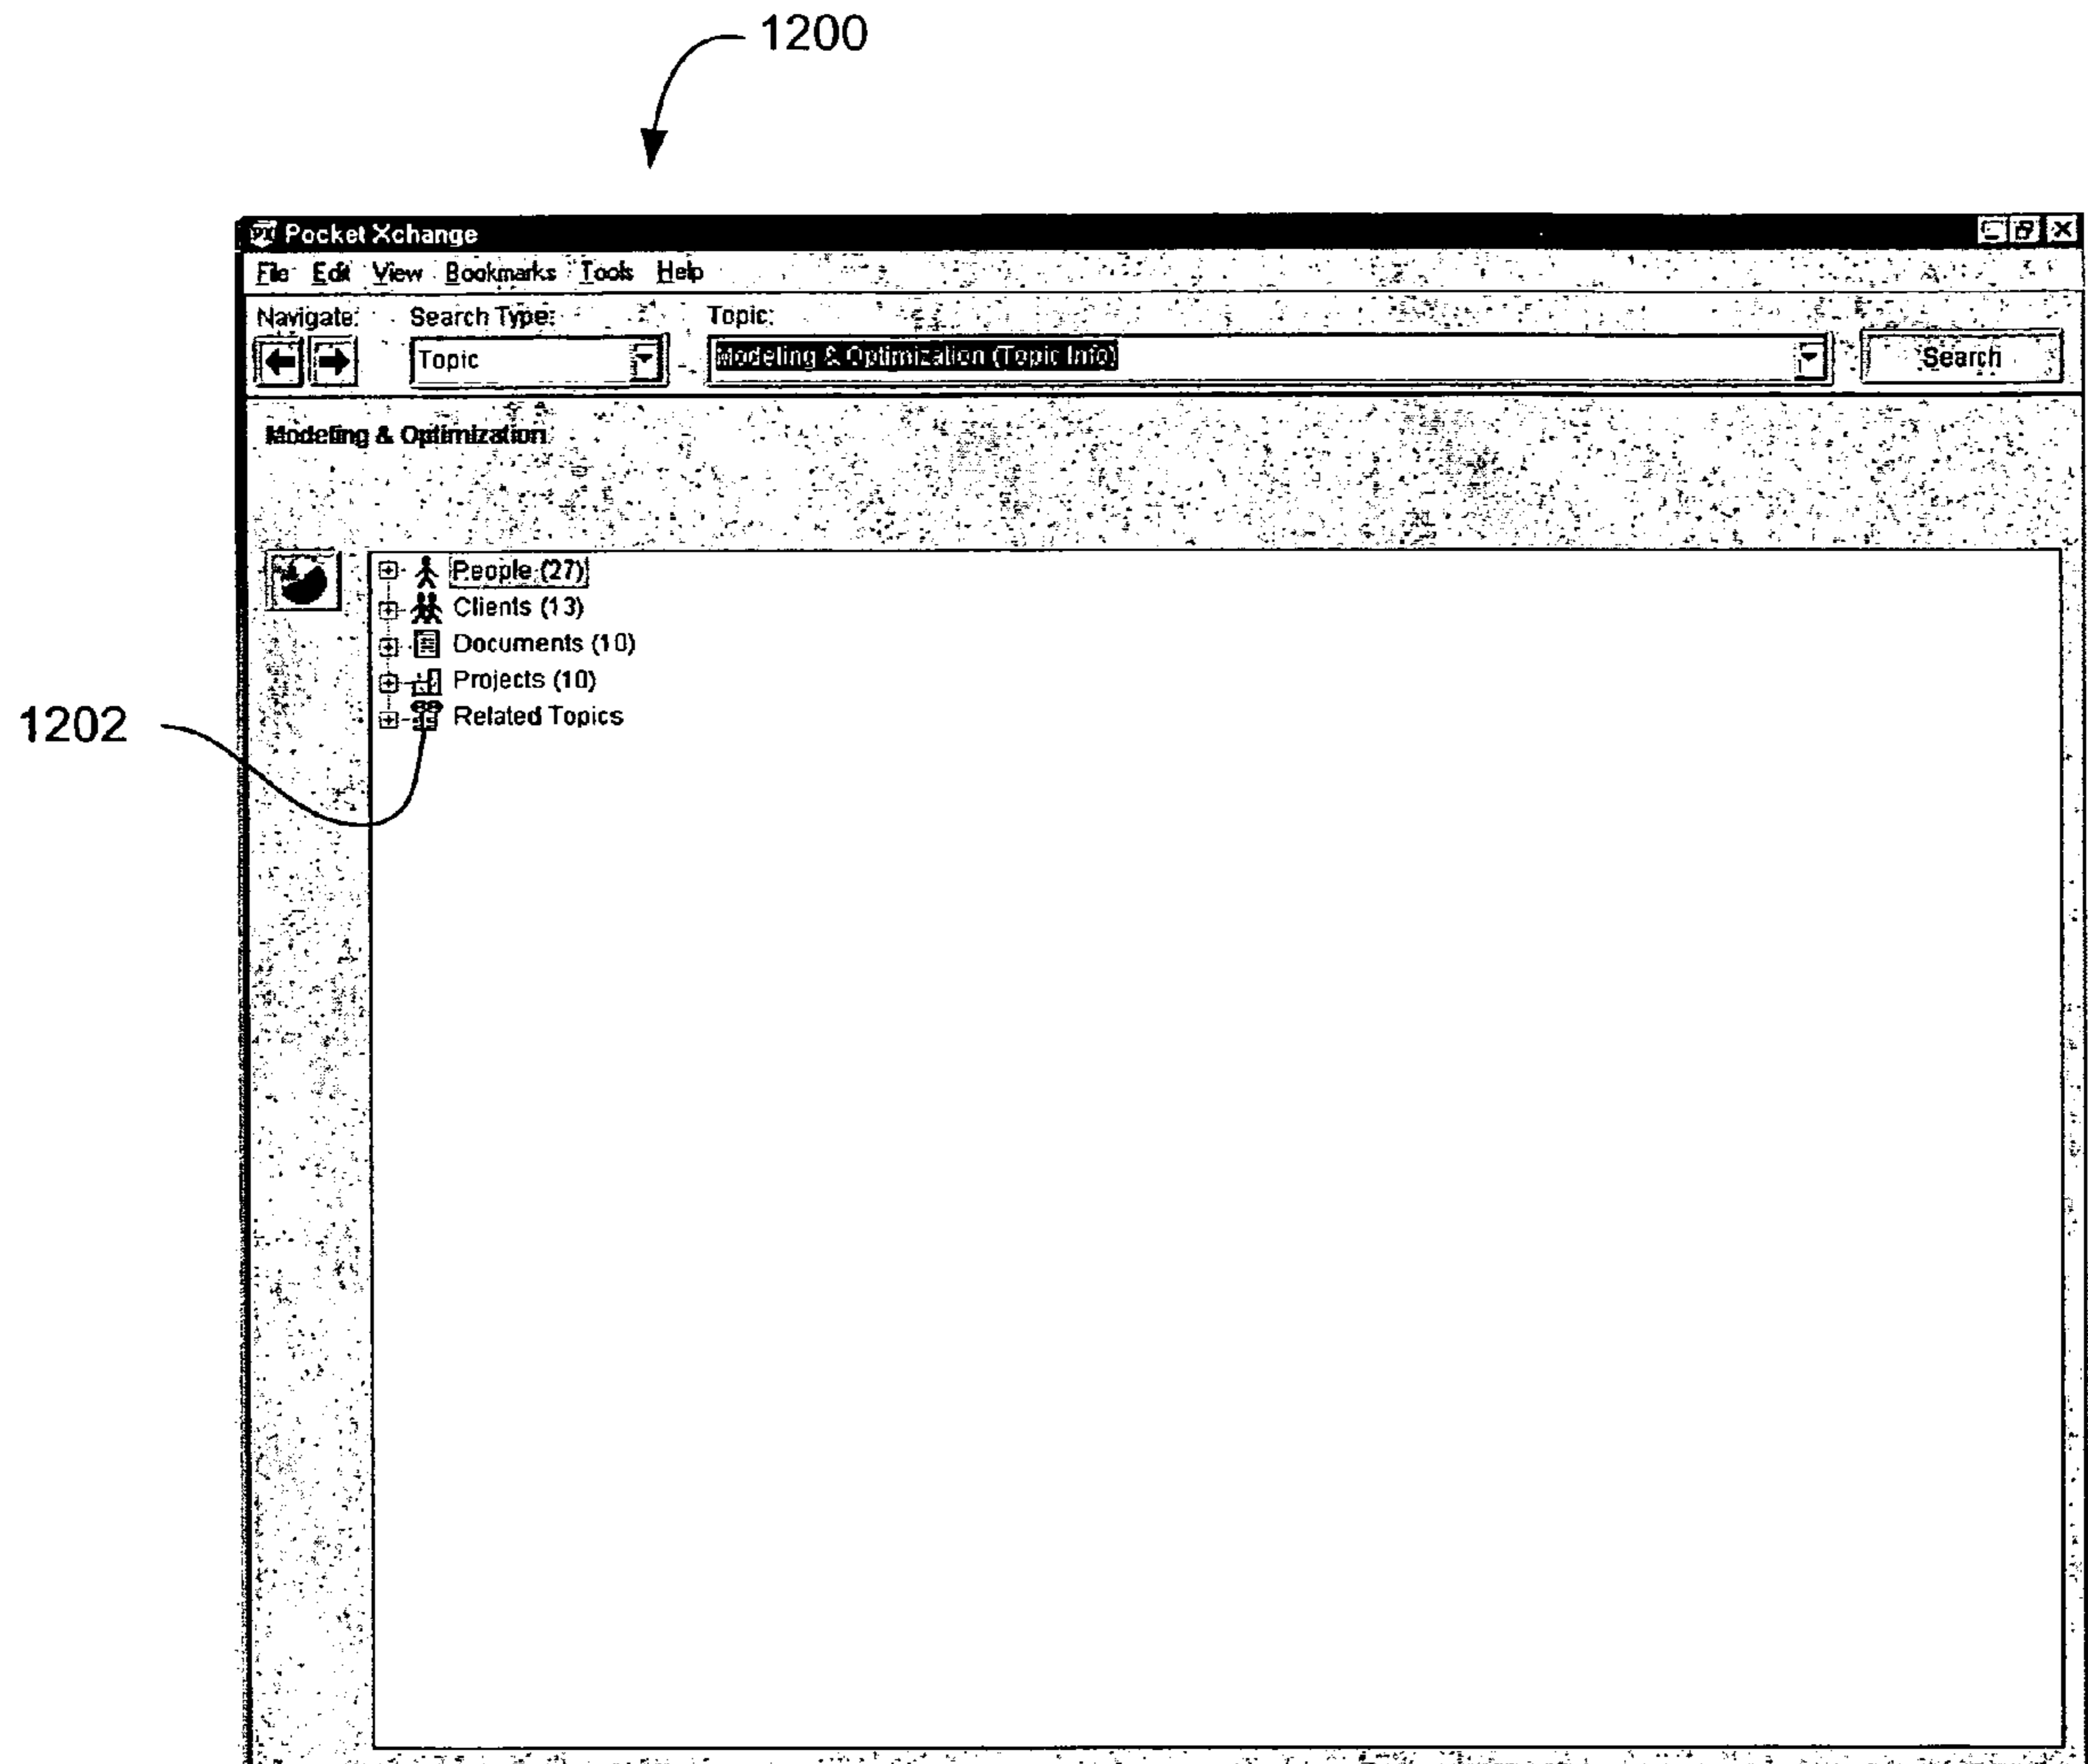 1200
Pocket Xchange
File Edit View Bookmarks Tools Help
Navigate: Search Type: Topic:
Topic Modeling & Optimization (Topic Info) Search
Modeling & Optimization
People (27)
Clients (13)
Documents (10)
Projects (10)
1202 Related Topics